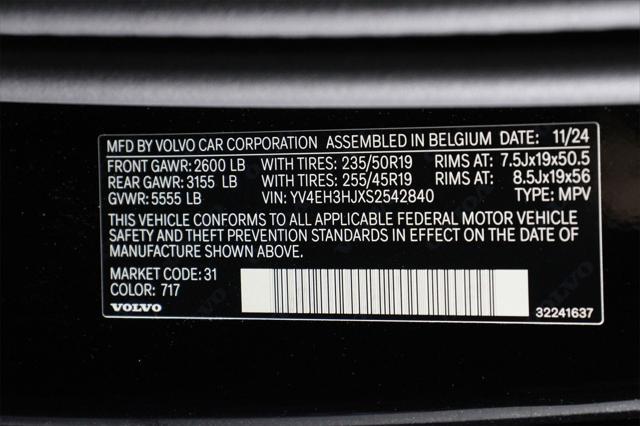 MFD BY VOLVO CAR CORPORATION ASSEMBLED IN BELGIUM DATE: 11/24
FRONT GAWR: 2600 LB WITH TIRES: 235/50R19 RIMS AT: 7.5Jx19x50.5
REAR GAWR: 3155 LB WITH TIRES: 255/45R19 RIMS AT: 8.5Jx19x56
GVWR: 5555 LB VIN: YV4EH3HJXS2542840 TYPE: MPV
THIS VEHICLE CONFORMS TO ALL APPLICABLE FEDERAL MOTOR VEHICLE
SAFETY AND THEFT PREVENTION STANDARDS IN EFFECT ON THE DATE OF
MANUFACTURE SHOWN ABOVE.
MARKET CODE: 31
COLOR: 717
VOLVO
32241637